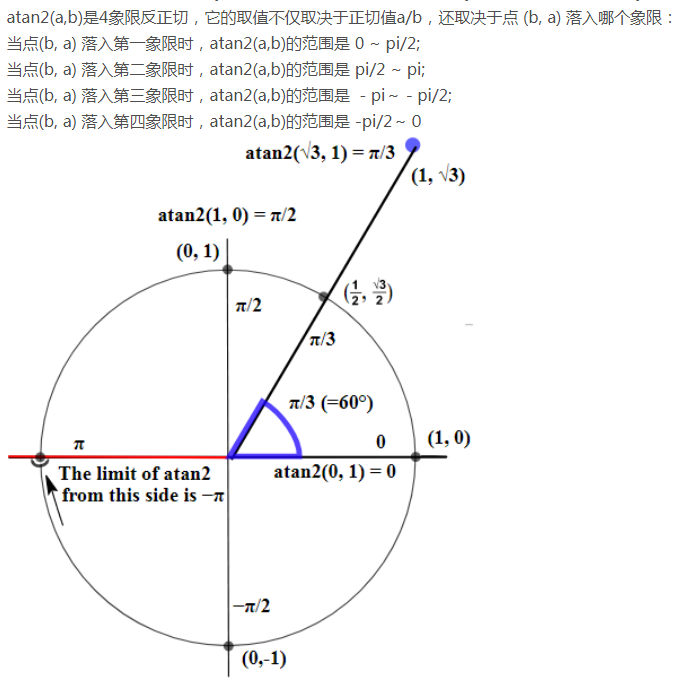 atan2(a,b)是4象限反正切，它的取值不仅取决于正切值a/b，还取决于点 (b, a) 落入哪个象限：
当点(b, a) 落入第一象限时，atan2(a,b)的范围是 0 ~ pi/2;
当点(b, a) 落入第二象限时，atan2(a,b)的范围是 pi/2 ~ pi;
当点(b, a) 落入第三象限时，atan2(a,b)的范围是 － pi～－pi/2;
当点(b, a) 落入第四象限时，atan2(a,b)的范围是 -pi/2～ 0
atan2(√3, 1) = π/3
(1, √3)
atan2(1, 0) = π/2
(0, 1)
(1/2, √3/2)
π/2
π/3
π/3 (=60°)
π
0
(1, 0)
The limit of atan2
from this side is −π
atan2(0, 1) = 0
−π/2
(0,-1)